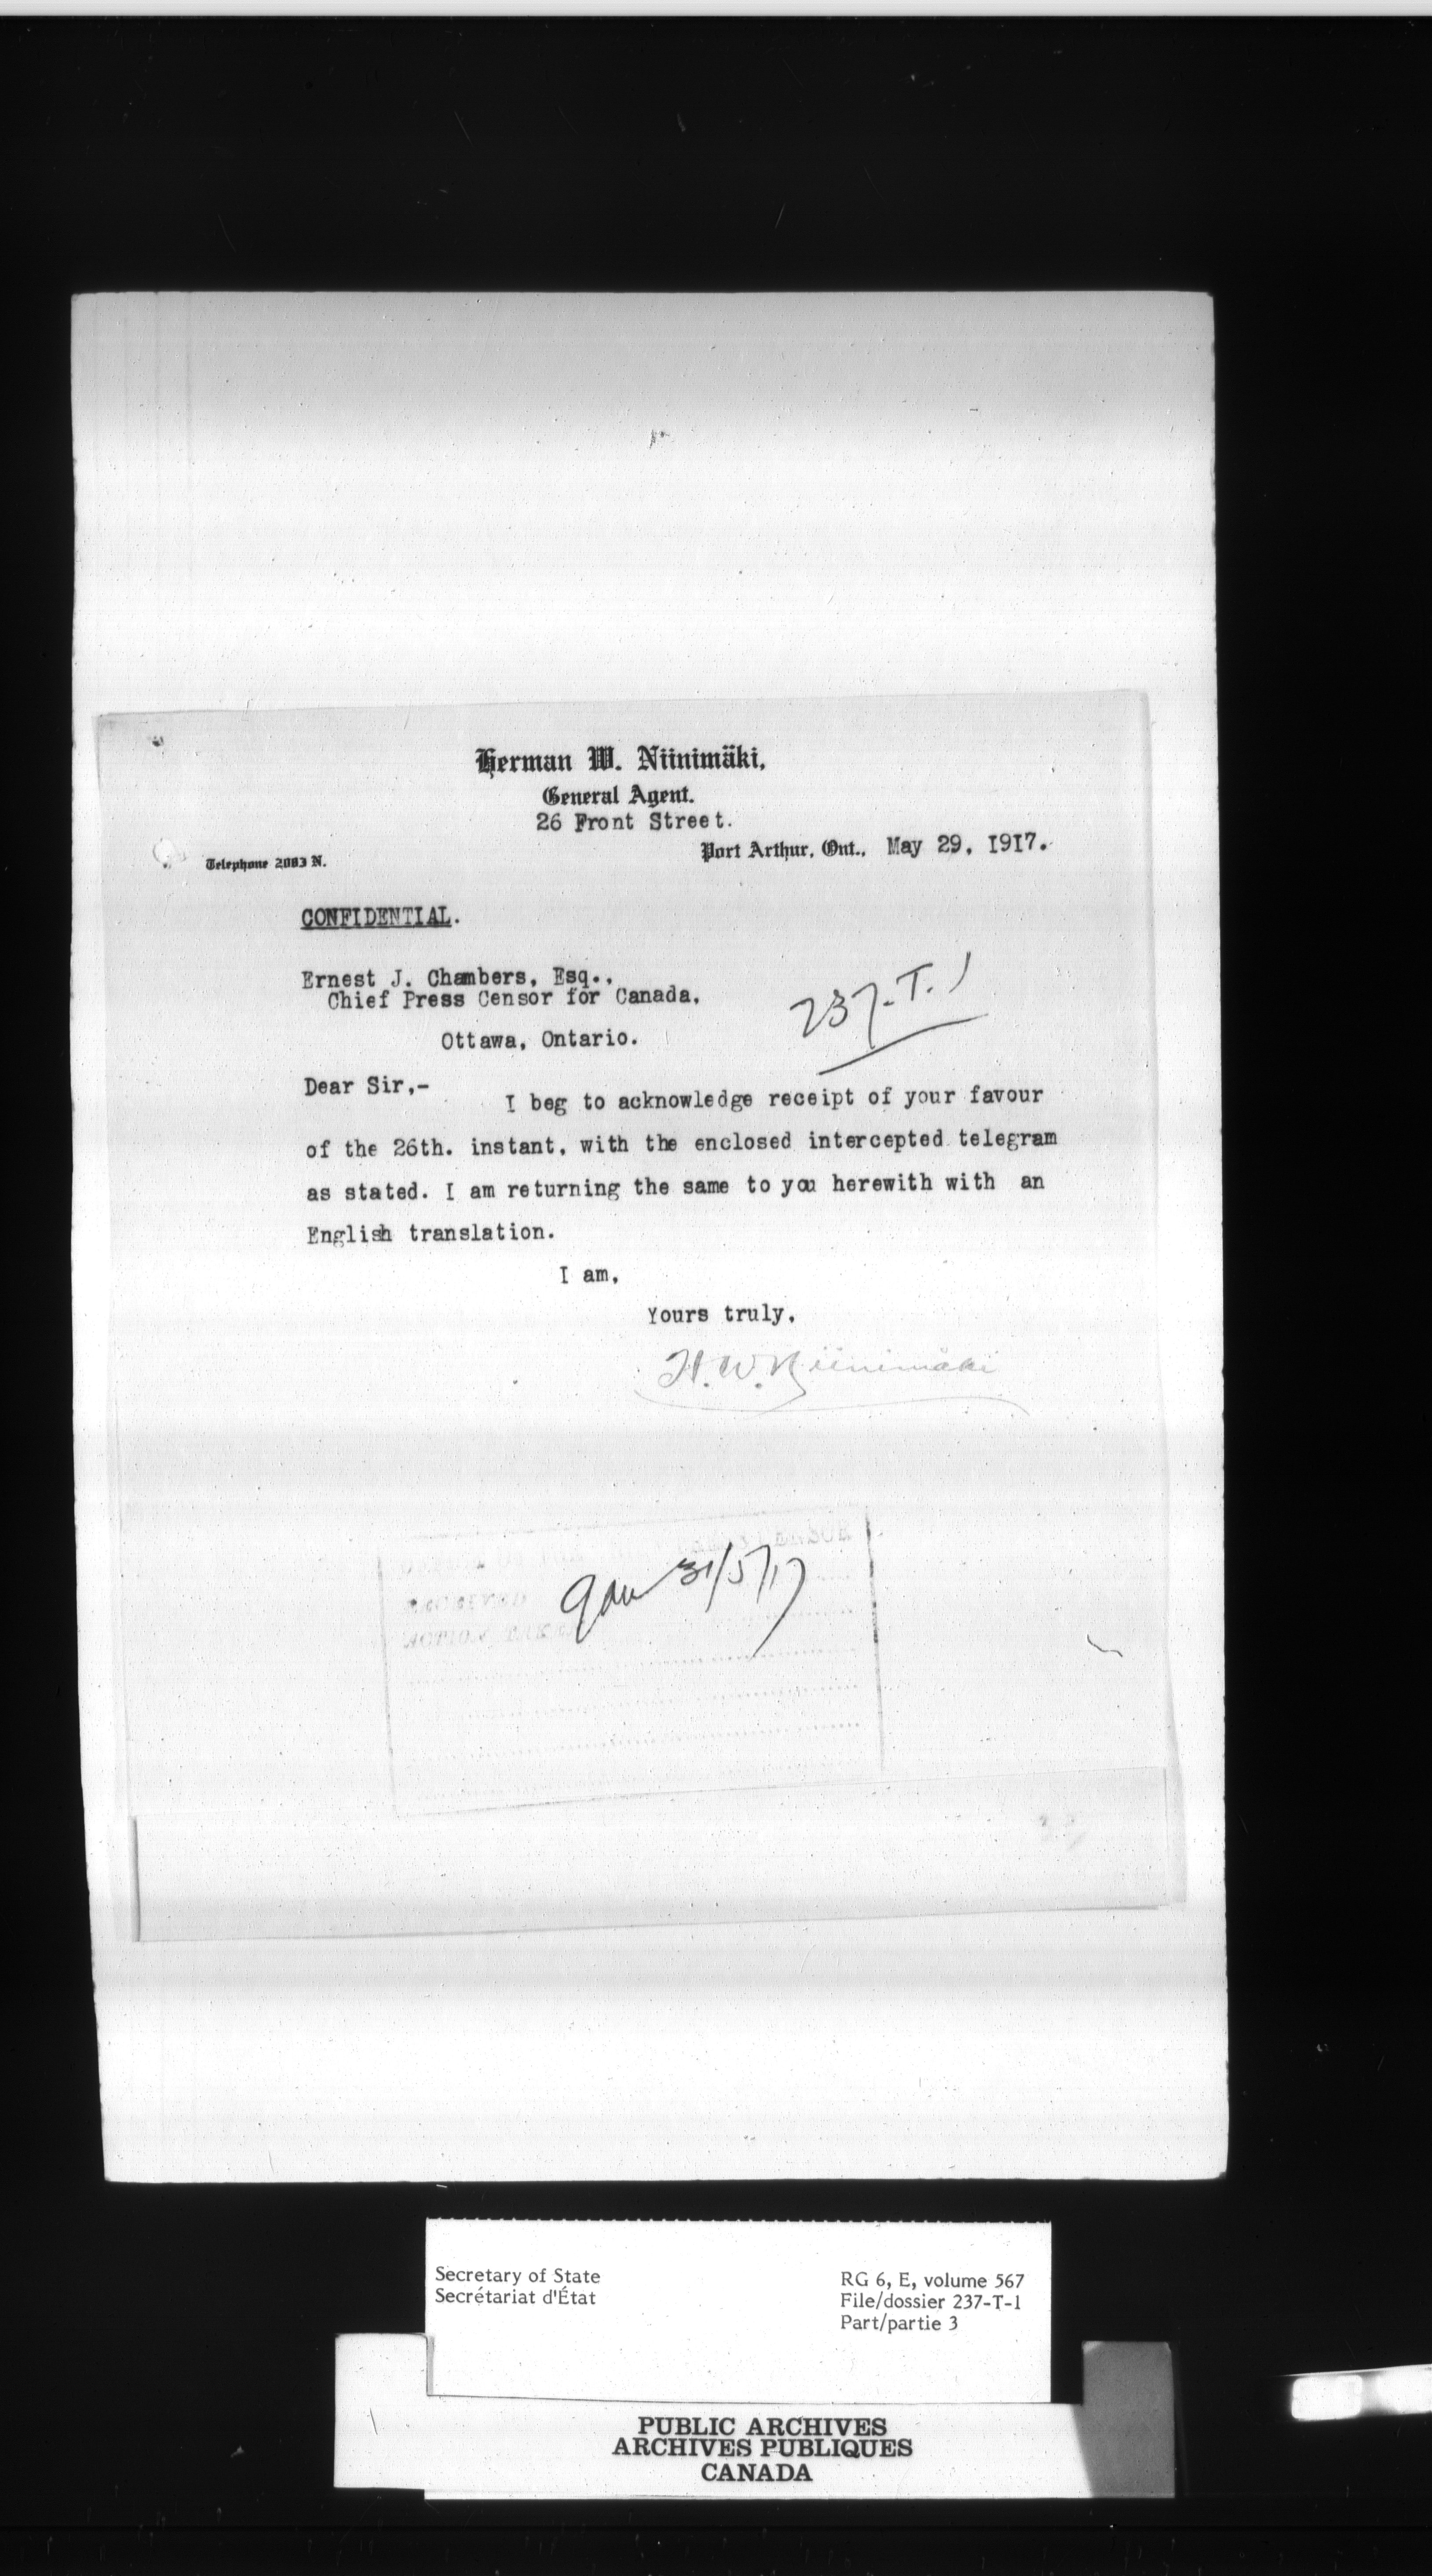 Herman W. Niinimäki,
General Agent.
26 Front Street.
Port Arthur, Ont., May 29, 1917.
Telephone 2083 N.
CONFIDENTIAL.
Ernest J. Chambers, Esq.,
Chief Press Censor for Canada,
Ottawa, Ontario.
237-T.1
Dear Sir,-
I beg to acknowledge receipt of your favour
of the 26th. instant, with the enclosed intercepted telegram
as stated. I am returning the same to you herewith with an
English translation.
I am,
Yours truly,
H.W. Niinimäki
31/5/17
Secretary of State
Secrétariat d'État
RG 6, E, volume 567
File/dossier 237-T-1
Part/partie 3
PUBLIC ARCHIVES
ARCHIVES PUBLIQUES
CANADA